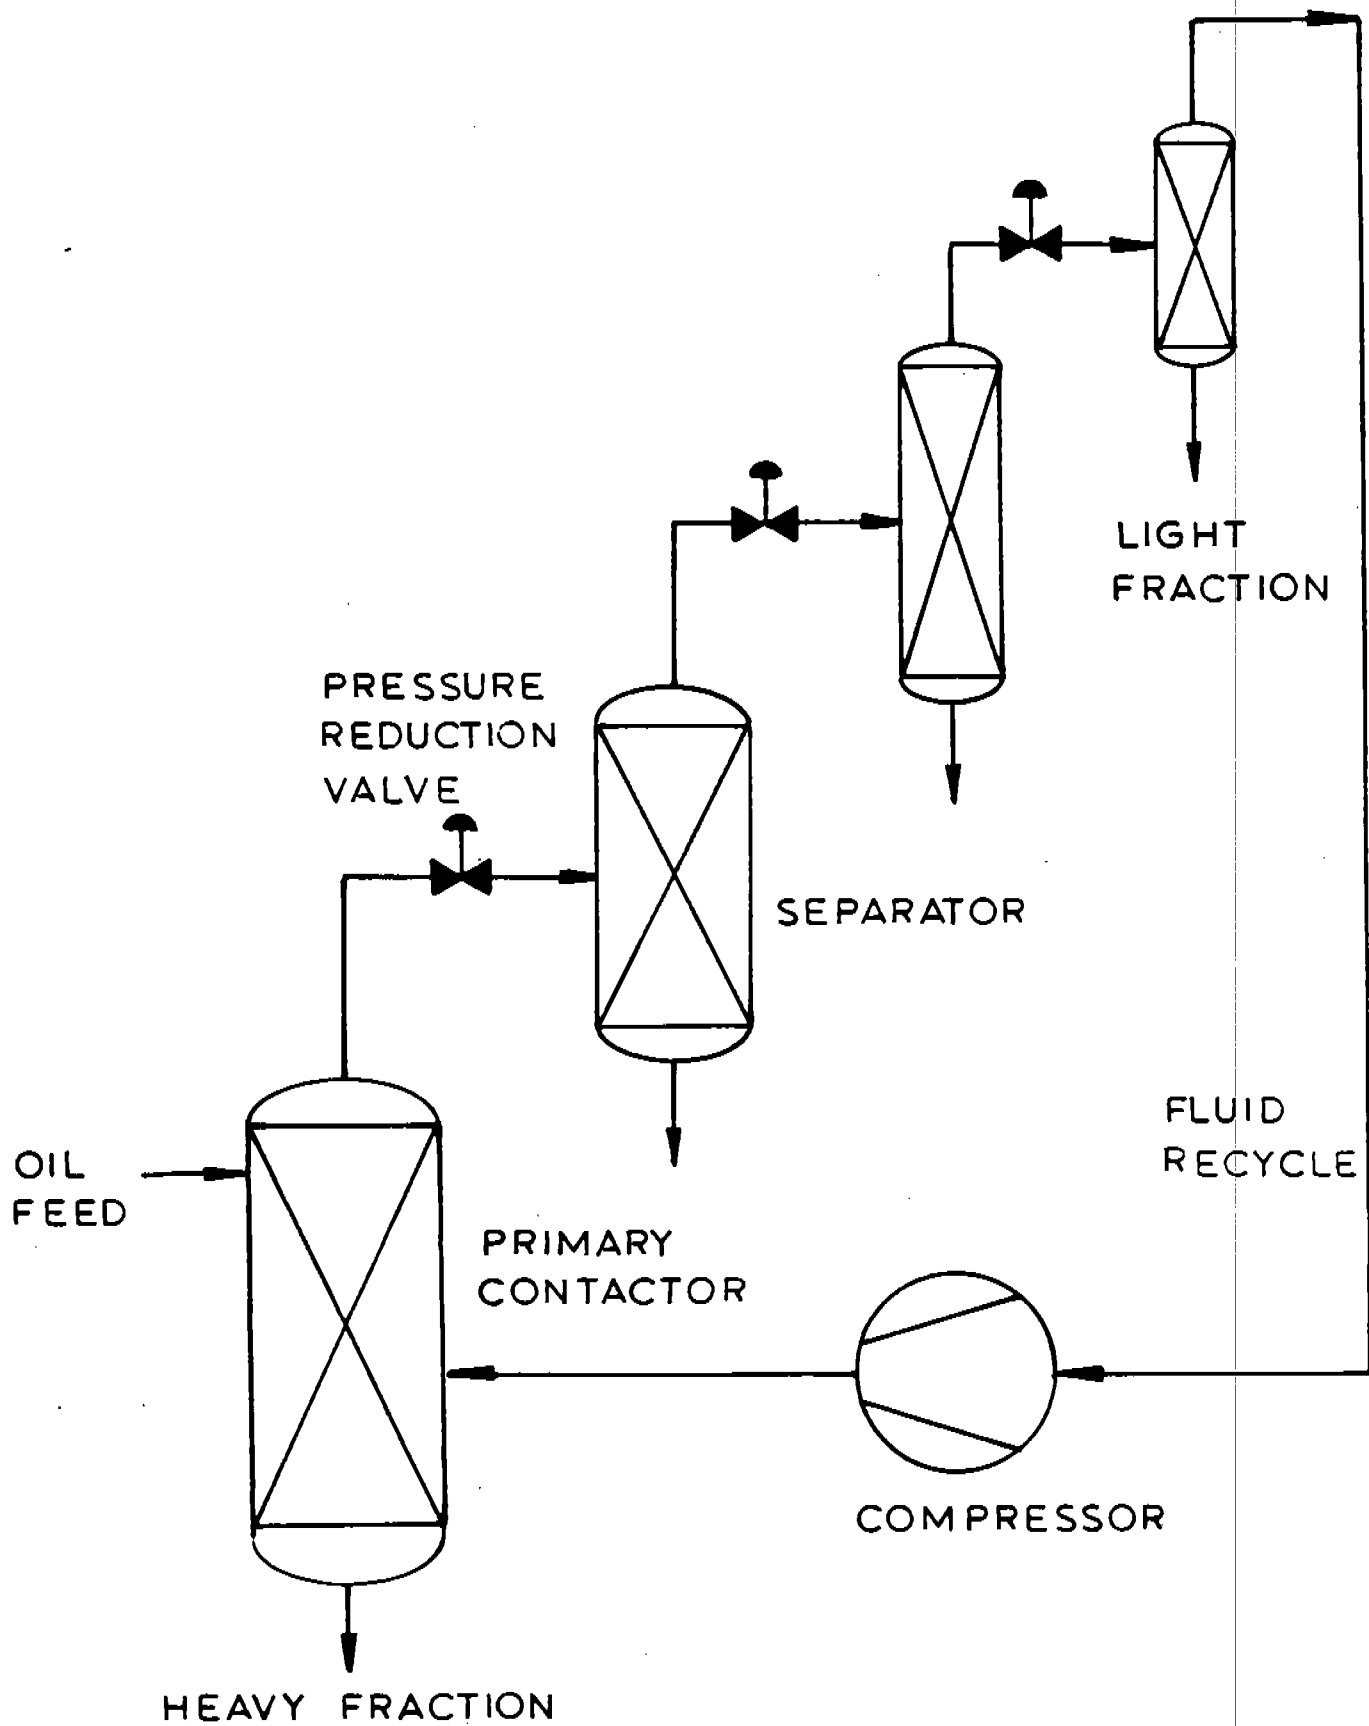 LIGHT
FRACTION
PRESSURE
REDUCTION
VALVE
SEPARATOR
FLUID
RECYCLE
OIL
FEED
PRIMARY
CONTACTOR
COMPRESSOR
HEAVY FRACTION